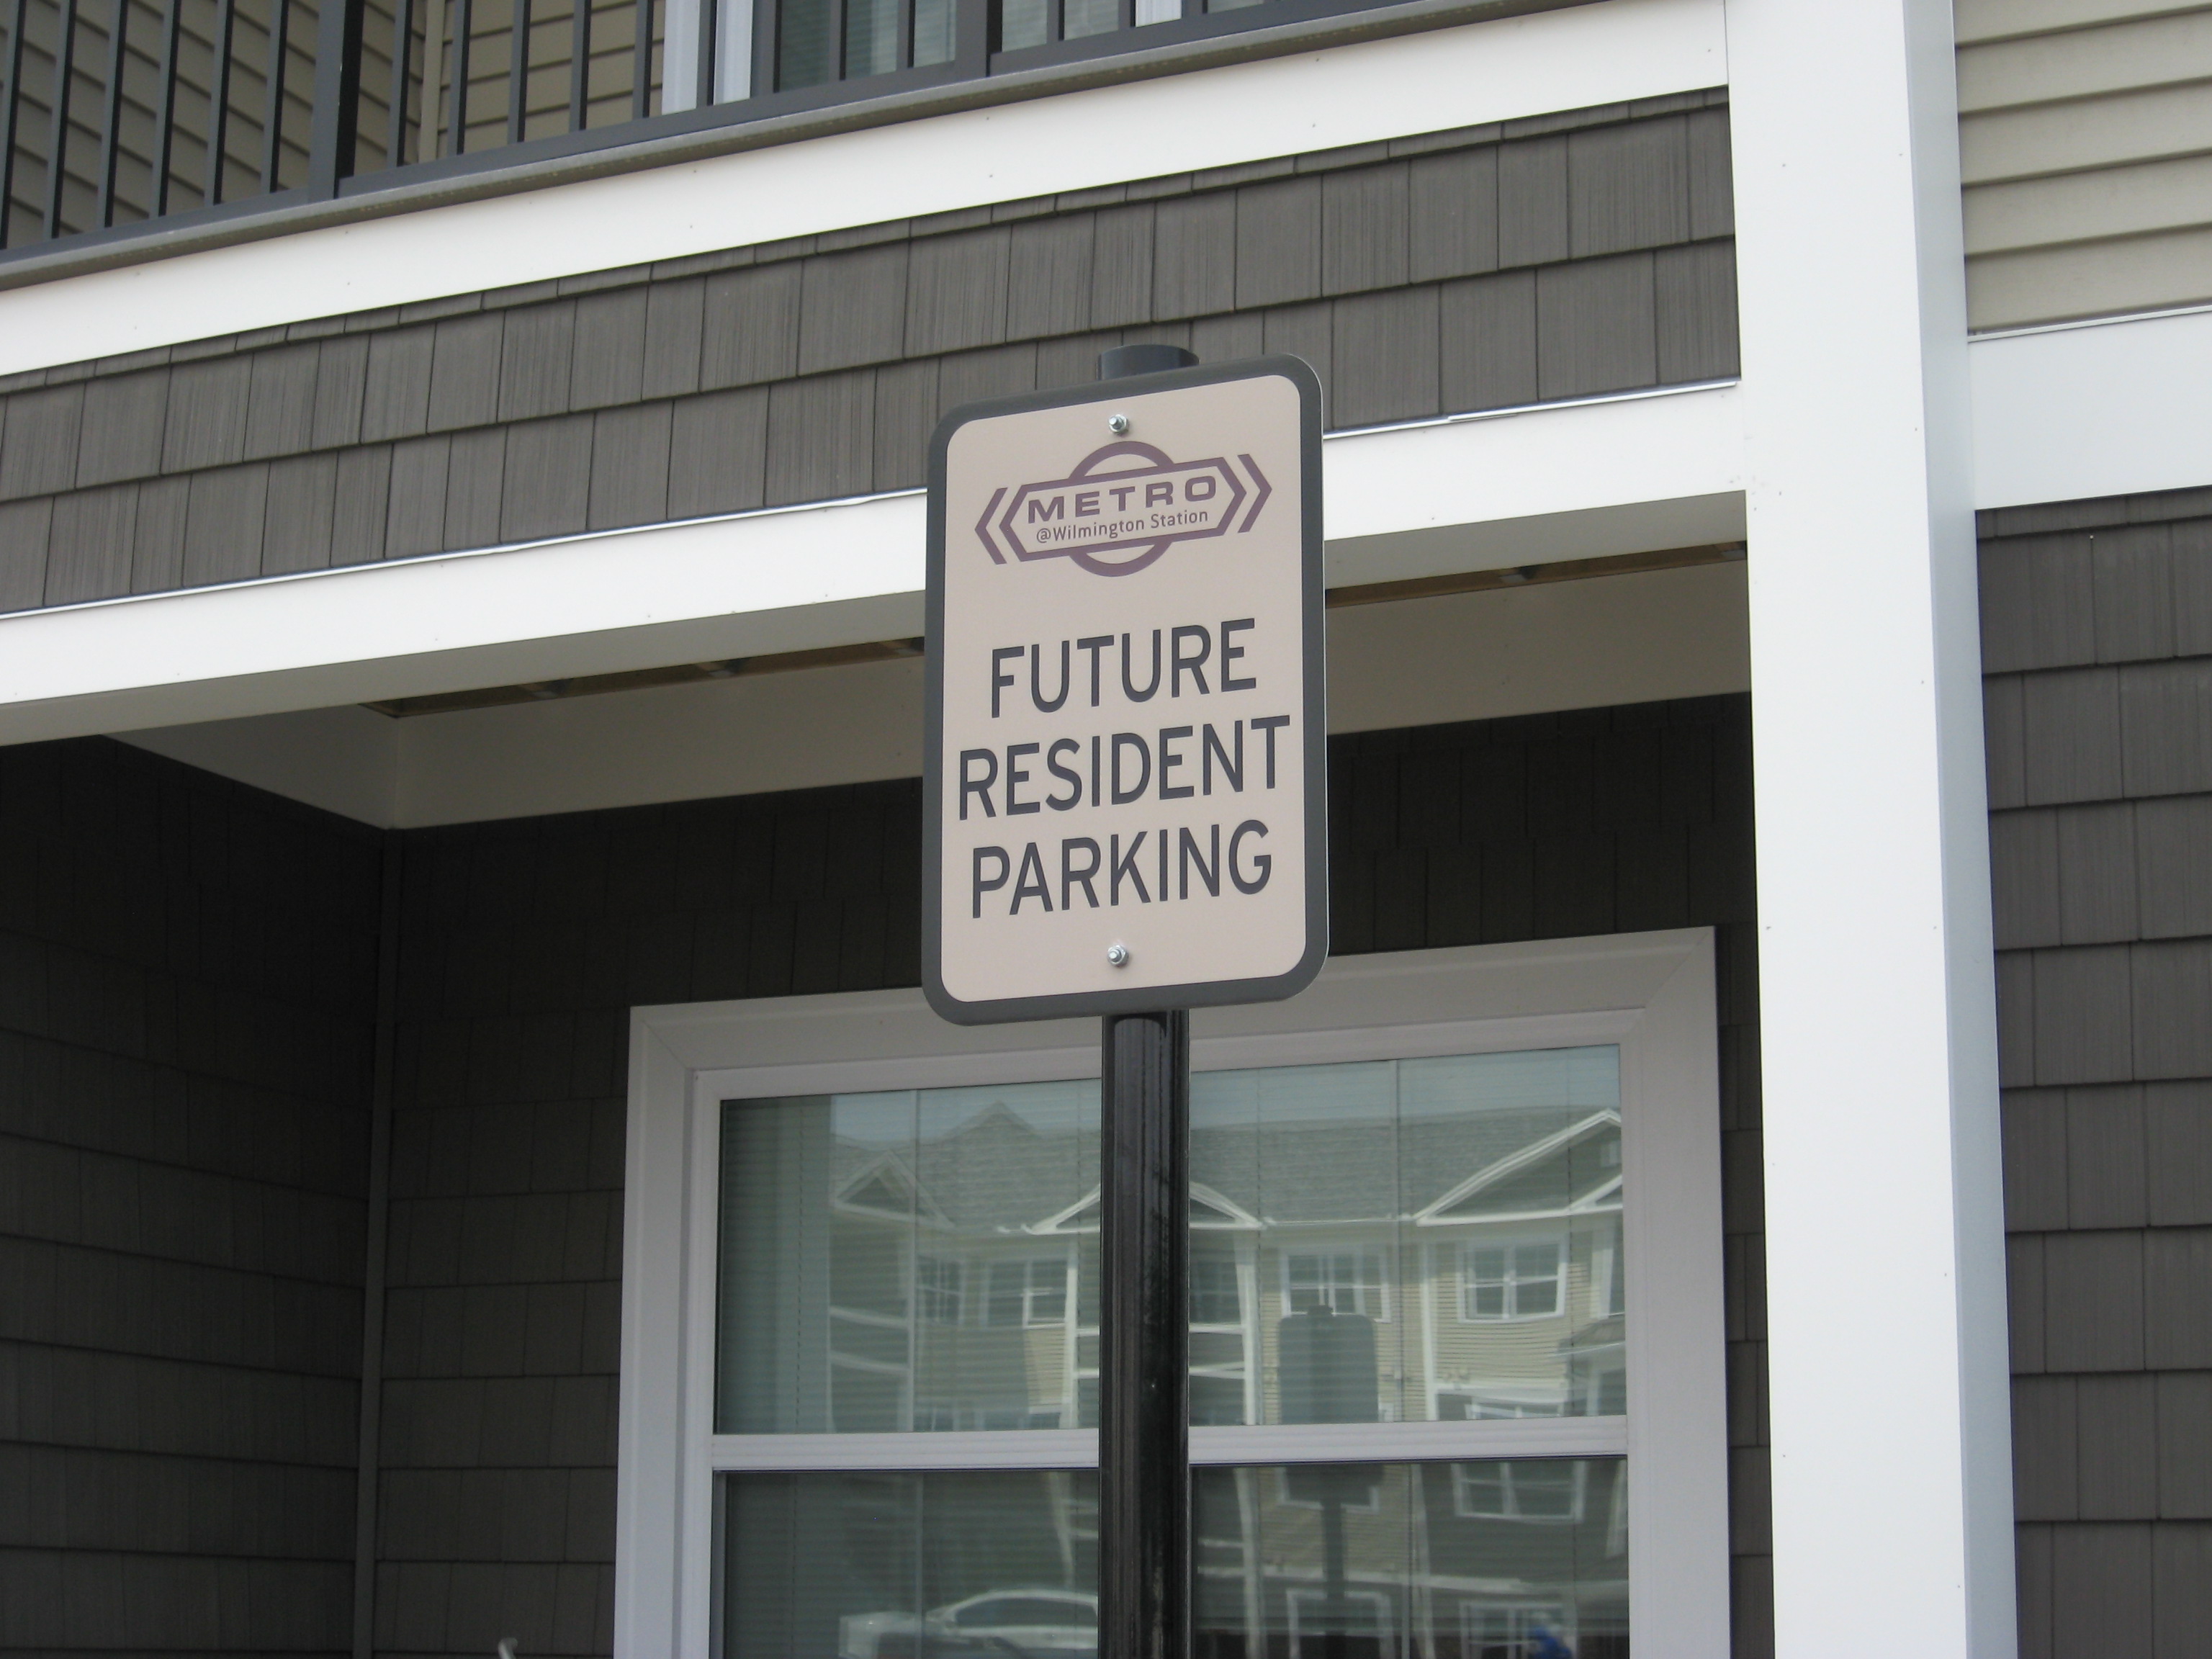 METRO
@Wilmington Station
FUTURE
RESIDENT
PARKING